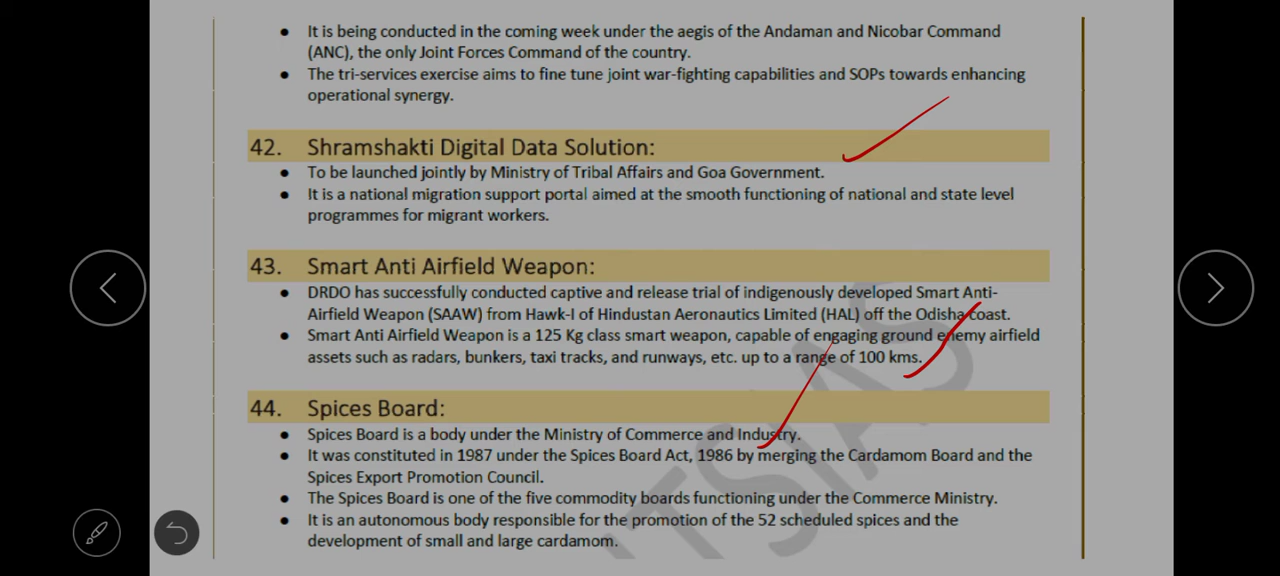 ● It is being conducted in the coming week under the aegis of the Andaman and Nicobar Command
(ANC), the only Joint Forces Command of the country.
● The tri-services exercise aims to fine tune joint war-fighting capabilities and SOPs towards enhancing
operational synergy.
42. Shramshakti Digital Data Solution:
● To be launched jointly by Ministry of Tribal Affairs and Goa Government.
● It is a national migration support portal aimed at the smooth functioning of national and state level
programmes for migrant workers.
43. Smart Anti Airfield Weapon:
● DRDO has successfully conducted captive and release trial of indigenously developed Smart Anti-
Airfield Weapon (SAAW) from Hawk-I of Hindustan Aeronautics Limited (HAL) off the Odisha coast.
● Smart Anti Airfield Weapon is a 125 Kg class smart weapon, capable of engaging ground enemy airfield
assets such as radars, bunkers, taxi tracks, and runways, etc. up to a range of 100 kms.
44. Spices Board:
● Spices Board is a body under the Ministry of Commerce and Industry.
● It was constituted in 1987 under the Spices Board Act, 1986 by merging the Cardamom Board and the
Spices Export Promotion Council.
● The Spices Board is one of the five commodity boards functioning under the Commerce Ministry.
● It is an autonomous body responsible for the promotion of the 52 scheduled spices and the
development of small and large cardamom.